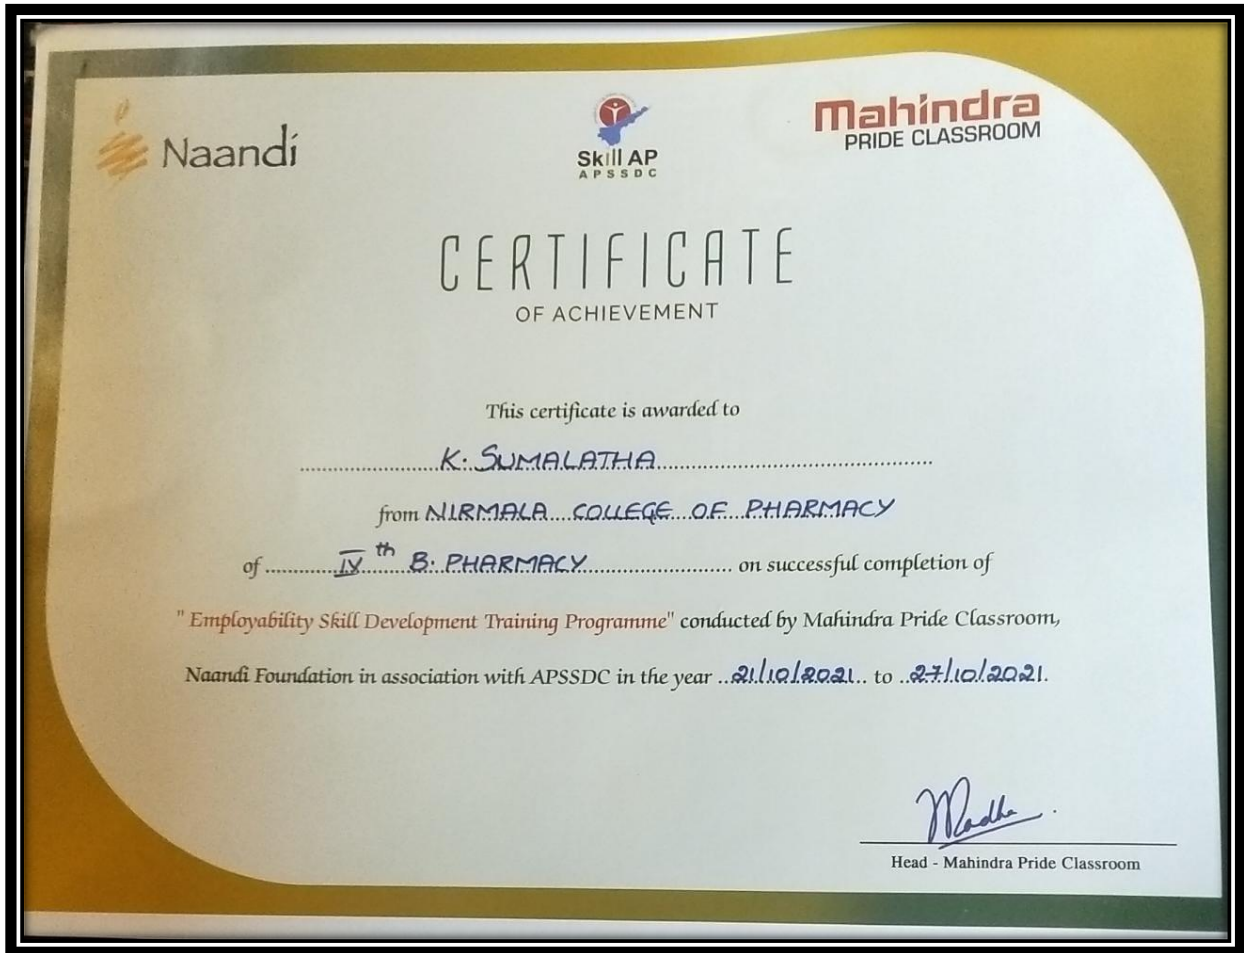 Naandi
Skill AP
APSSDC
Mahindra
PRIDE CLASSROOM
CERTIFICATE
OF ACHIEVEMENT
This certificate is awarded to
K. SUMALATHA
from NIRMALA COLLEGE OF PHARMACY
of IVth B. PHARMACY on successful completion of
"Employability Skill Development Training Programme" conducted by Mahindra Pride Classroom,
Naandi Foundation in association with APSSDC in the year 21/10/2021 to 27/10/2021.
Madha
Head - Mahindra Pride Classroom